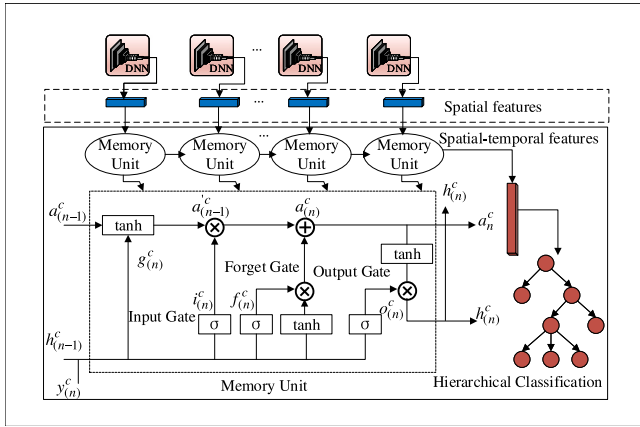 DNN DNN ... DNN DNN
... Spatial features
... Spatial-temporal features
Memory Unit Memory Unit Memory Unit Memory Unit
h^c_(n)
a^c_(n-1) tanh a'^c_(n-1) a^c_(n) a^c_n
g^c_(n) tanh
Forget Gate Output Gate
i^c_(n) f^c_(n) o^c_(n)
Input Gate σ σ tanh σ h^c_(n)
h^c_(n-1)
Memory Unit Hierarchical Classification
y^c_(n)